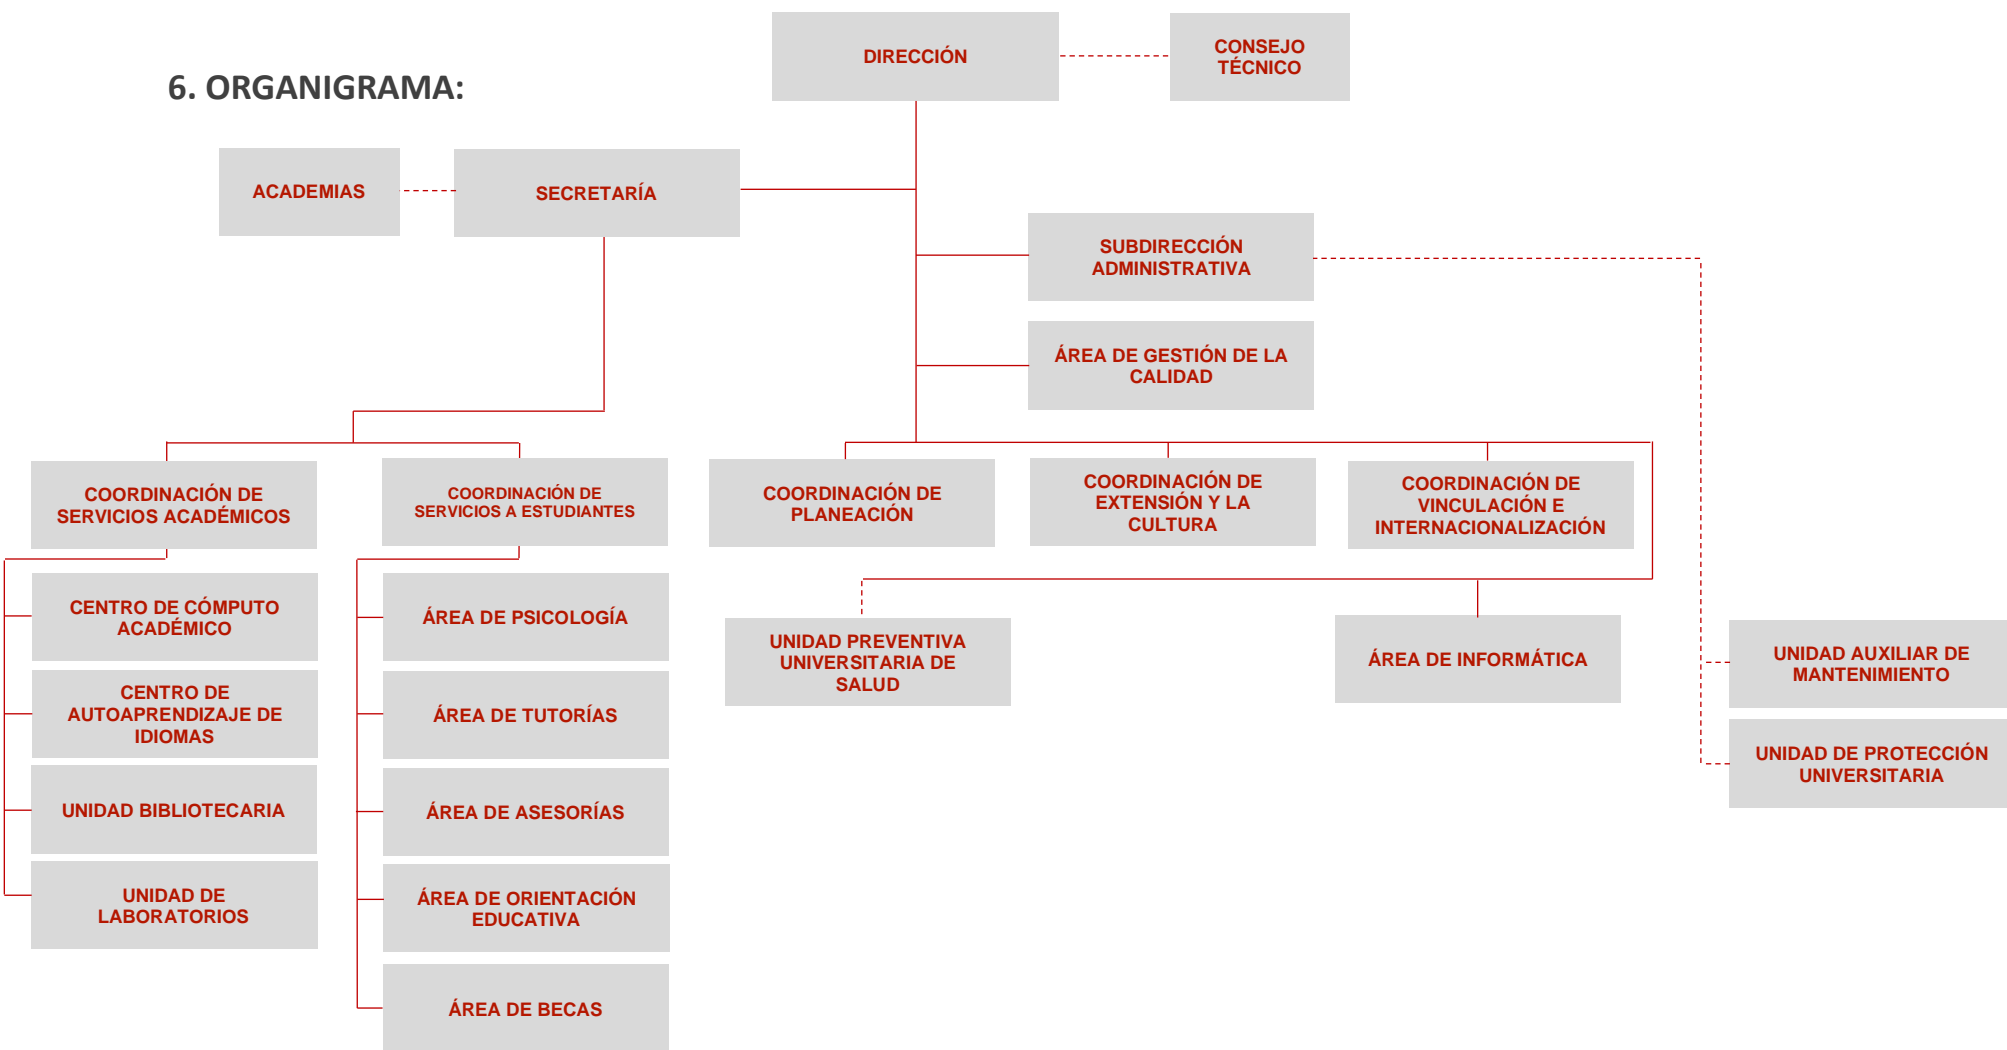 6. ORGANIGRAMA:
DIRECCIÓN
CONSEJO
TÉCNICO
ACADEMIAS
SECRETARÍA
SUBDIRECCIÓN
ADMINISTRATIVA
ÁREA DE GESTIÓN DE LA
CALIDAD
COORDINACIÓN DE
SERVICIOS ACADÉMICOS
COORDINACIÓN DE
SERVICIOS A ESTUDIANTES
COORDINACIÓN DE
PLANEACIÓN
COORDINACIÓN DE
EXTENSIÓN Y LA
CULTURA
COORDINACIÓN DE
VINCULACIÓN E
INTERNACIONALIZACIÓN
CENTRO DE CÓMPUTO
ACADÉMICO
CENTRO DE
AUTOAPRENDIZAJE DE
IDIOMAS
UNIDAD BIBLIOTECARIA
UNIDAD DE
LABORATORIOS
ÁREA DE PSICOLOGÍA
ÁREA DE TUTORÍAS
ÁREA DE ASESORÍAS
ÁREA DE ORIENTACIÓN
EDUCATIVA
ÁREA DE BECAS
UNIDAD PREVENTIVA
UNIVERSITARIA DE
SALUD
ÁREA DE INFORMÁTICA
UNIDAD AUXILIAR DE
MANTENIMIENTO
UNIDAD DE PROTECCIÓN
UNIVERSITARIA